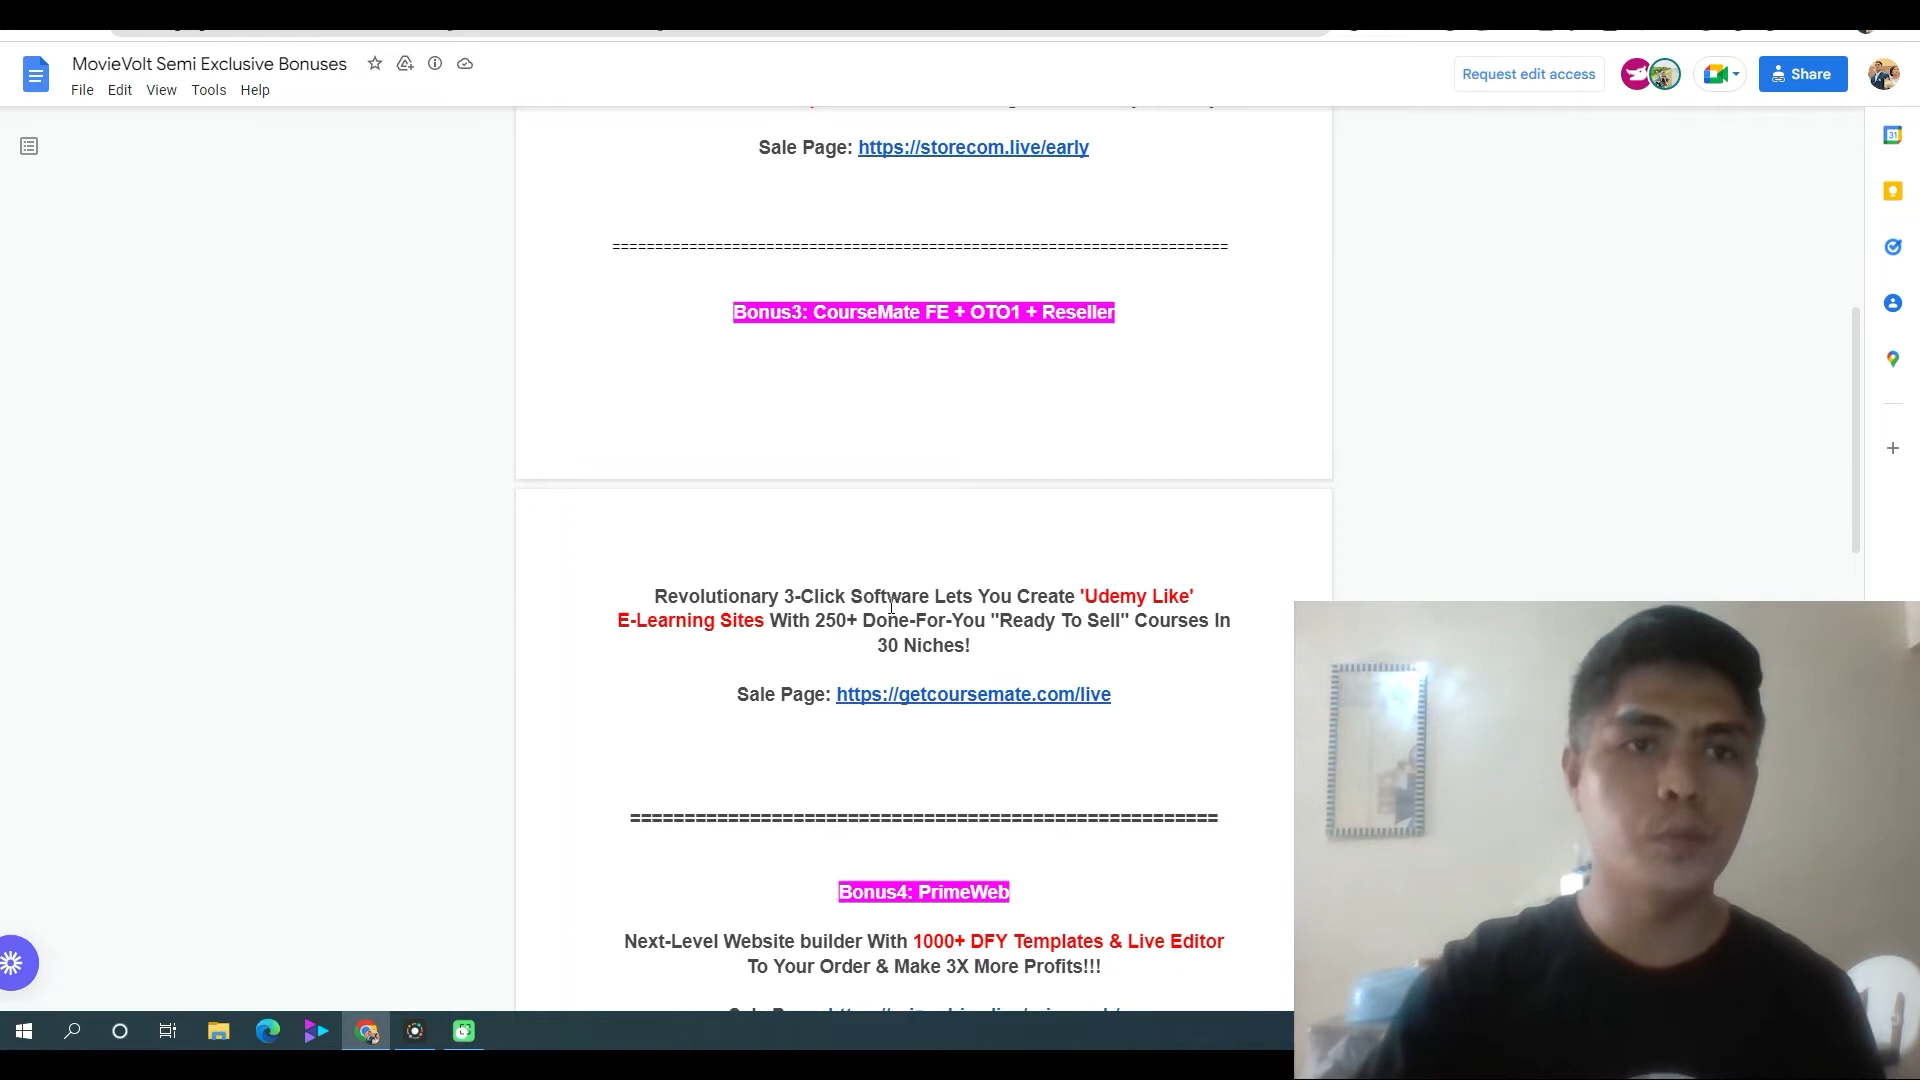 MovieVolt Semi Exclusive Bonuses
File Edit View Tools Help
Request edit access
Share
Sale Page: https://storecom.live/early
======================================================================
Bonus3: CourseMate FE + OTO1 + Reseller
Revolutionary 3-Click Software Lets You Create 'Udemy Like'
E-Learning Sites With 250+ Done-For-You "Ready To Sell" Courses In
30 Niches!
Sale Page: https://getcoursemate.com/live
======================================================
Bonus4: PrimeWeb
Next-Level Website builder With 1000+ DFY Templates & Live Editor
To Your Order & Make 3X More Profits!!!
31